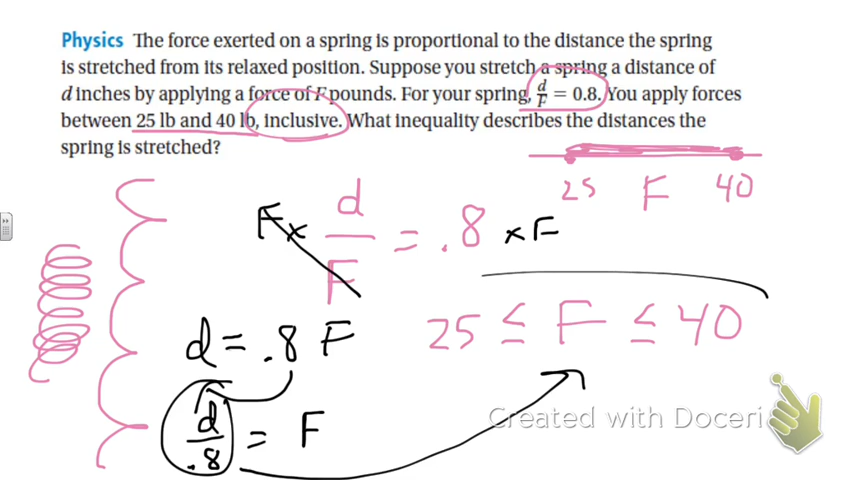 Physics The force exerted on a spring is proportional to the distance the spring
is stretched from its relaxed position. Suppose you stretch a spring a distance of
d inches by applying a force of F pounds. For your spring, d/F = 0.8. You apply forces
between 25 lb and 40 lb, inclusive. What inequality describes the distances the
spring is stretched?
25 F 40
F × d/F = .8 × F
25 ≤ F ≤ 40
d = .8 F
d/.8 = F
Created with Doceri